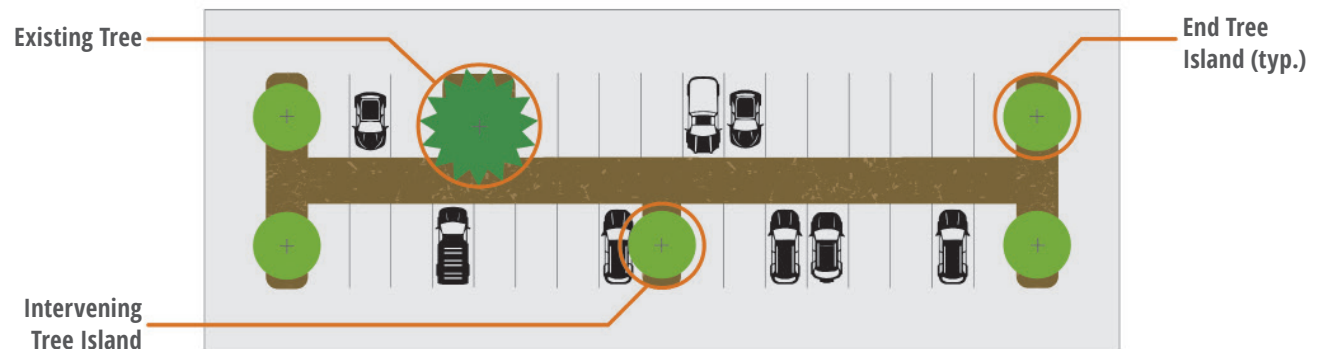 Existing Tree
End Tree
Island (typ.)
Intervening
Tree Island